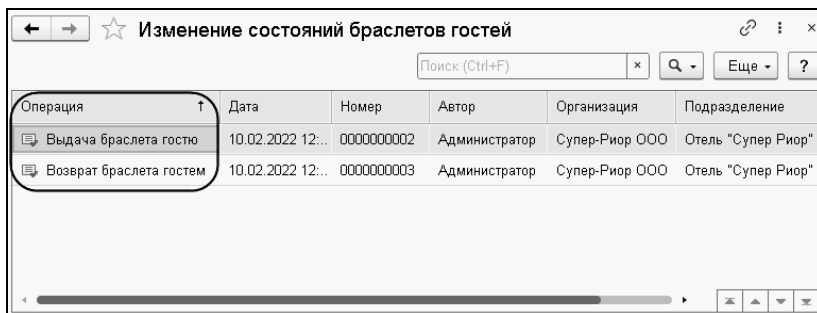 Изменение состояний браслетов гостей
Поиск (Ctrl+F) × Еще ?
Операция ↑ Дата Номер Автор Организация Подразделение
Выдача браслета гостю 10.02.2022 12:.. 0000000002 Администратор Супер-Риор ООО Отель "Супер Риор"
Возврат браслета гостем 10.02.2022 12:.. 0000000003 Администратор Супер-Риор ООО Отель "Супер Риор"